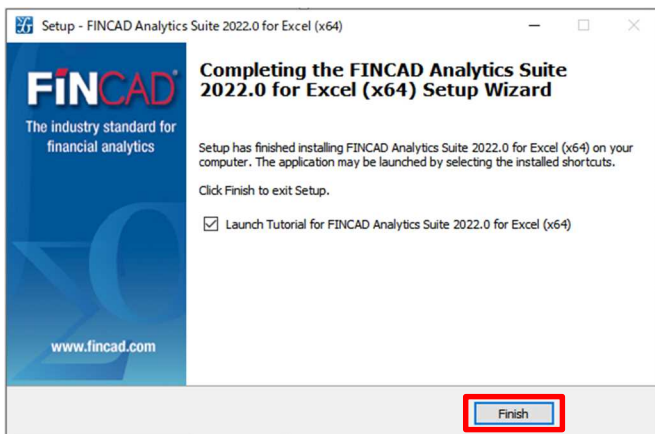 Setup - FINCAD Analytics Suite 2022.0 for Excel (x64)
FINCAD
The industry standard for
financial analytics
www.fincad.com
Completing the FINCAD Analytics Suite
2022.0 for Excel (x64) Setup Wizard
Setup has finished installing FINCAD Analytics Suite 2022.0 for Excel (x64) on your
computer. The application may be launched by selecting the installed shortcuts.
Click Finish to exit Setup.
Launch Tutorial for FINCAD Analytics Suite 2022.0 for Excel (x64)
Finish